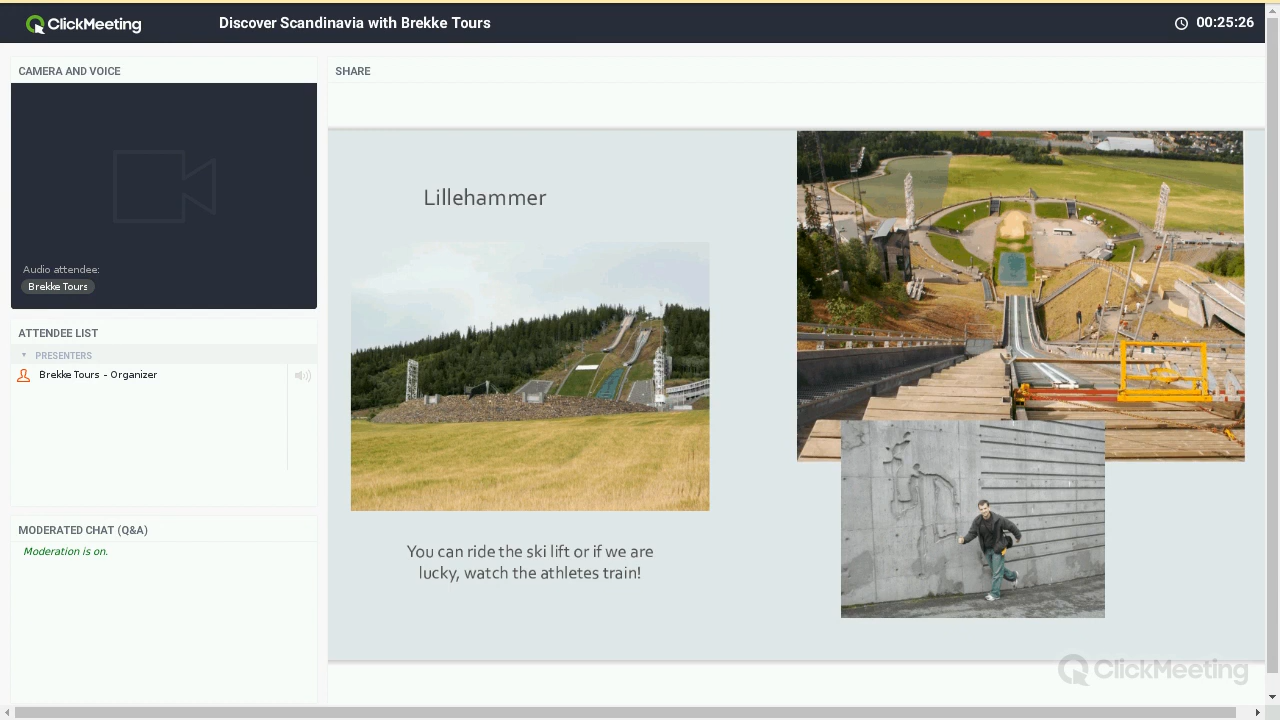 ClickMeeting
Discover Scandinavia with Brekke Tours
00:25:26
CAMERA AND VOICE
Audio attendee:
Brekke Tours
ATTENDEE LIST
PRESENTERS
Brekke Tours - Organizer
MODERATED CHAT (Q&A)
Moderation is on.
SHARE
Lillehammer
You can ride the ski lift or if we are
lucky, watch the athletes train!
ClickMeeting